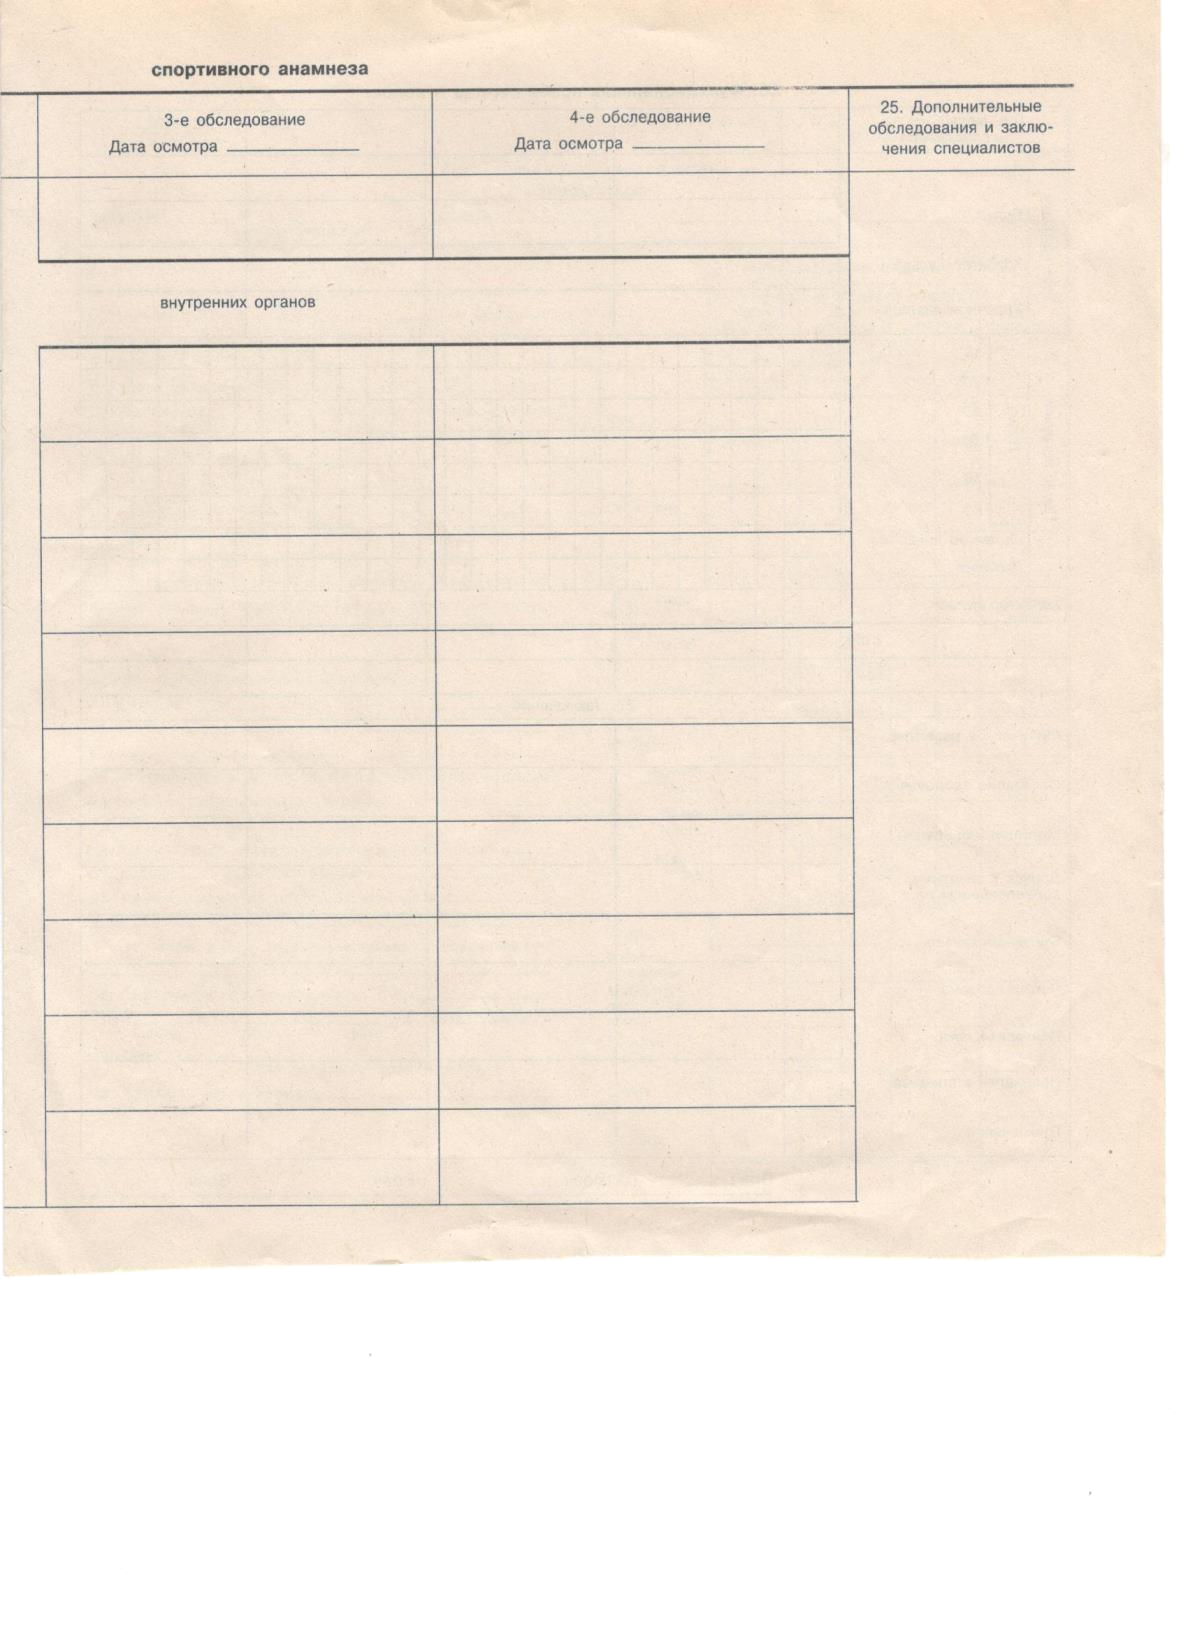 спортивного анамнеза
3-е обследование
Дата осмотра
4-е обследование
Дата осмотра
25. Дополнительные
обследования и заклю-
чения специалистов
внутренних органов